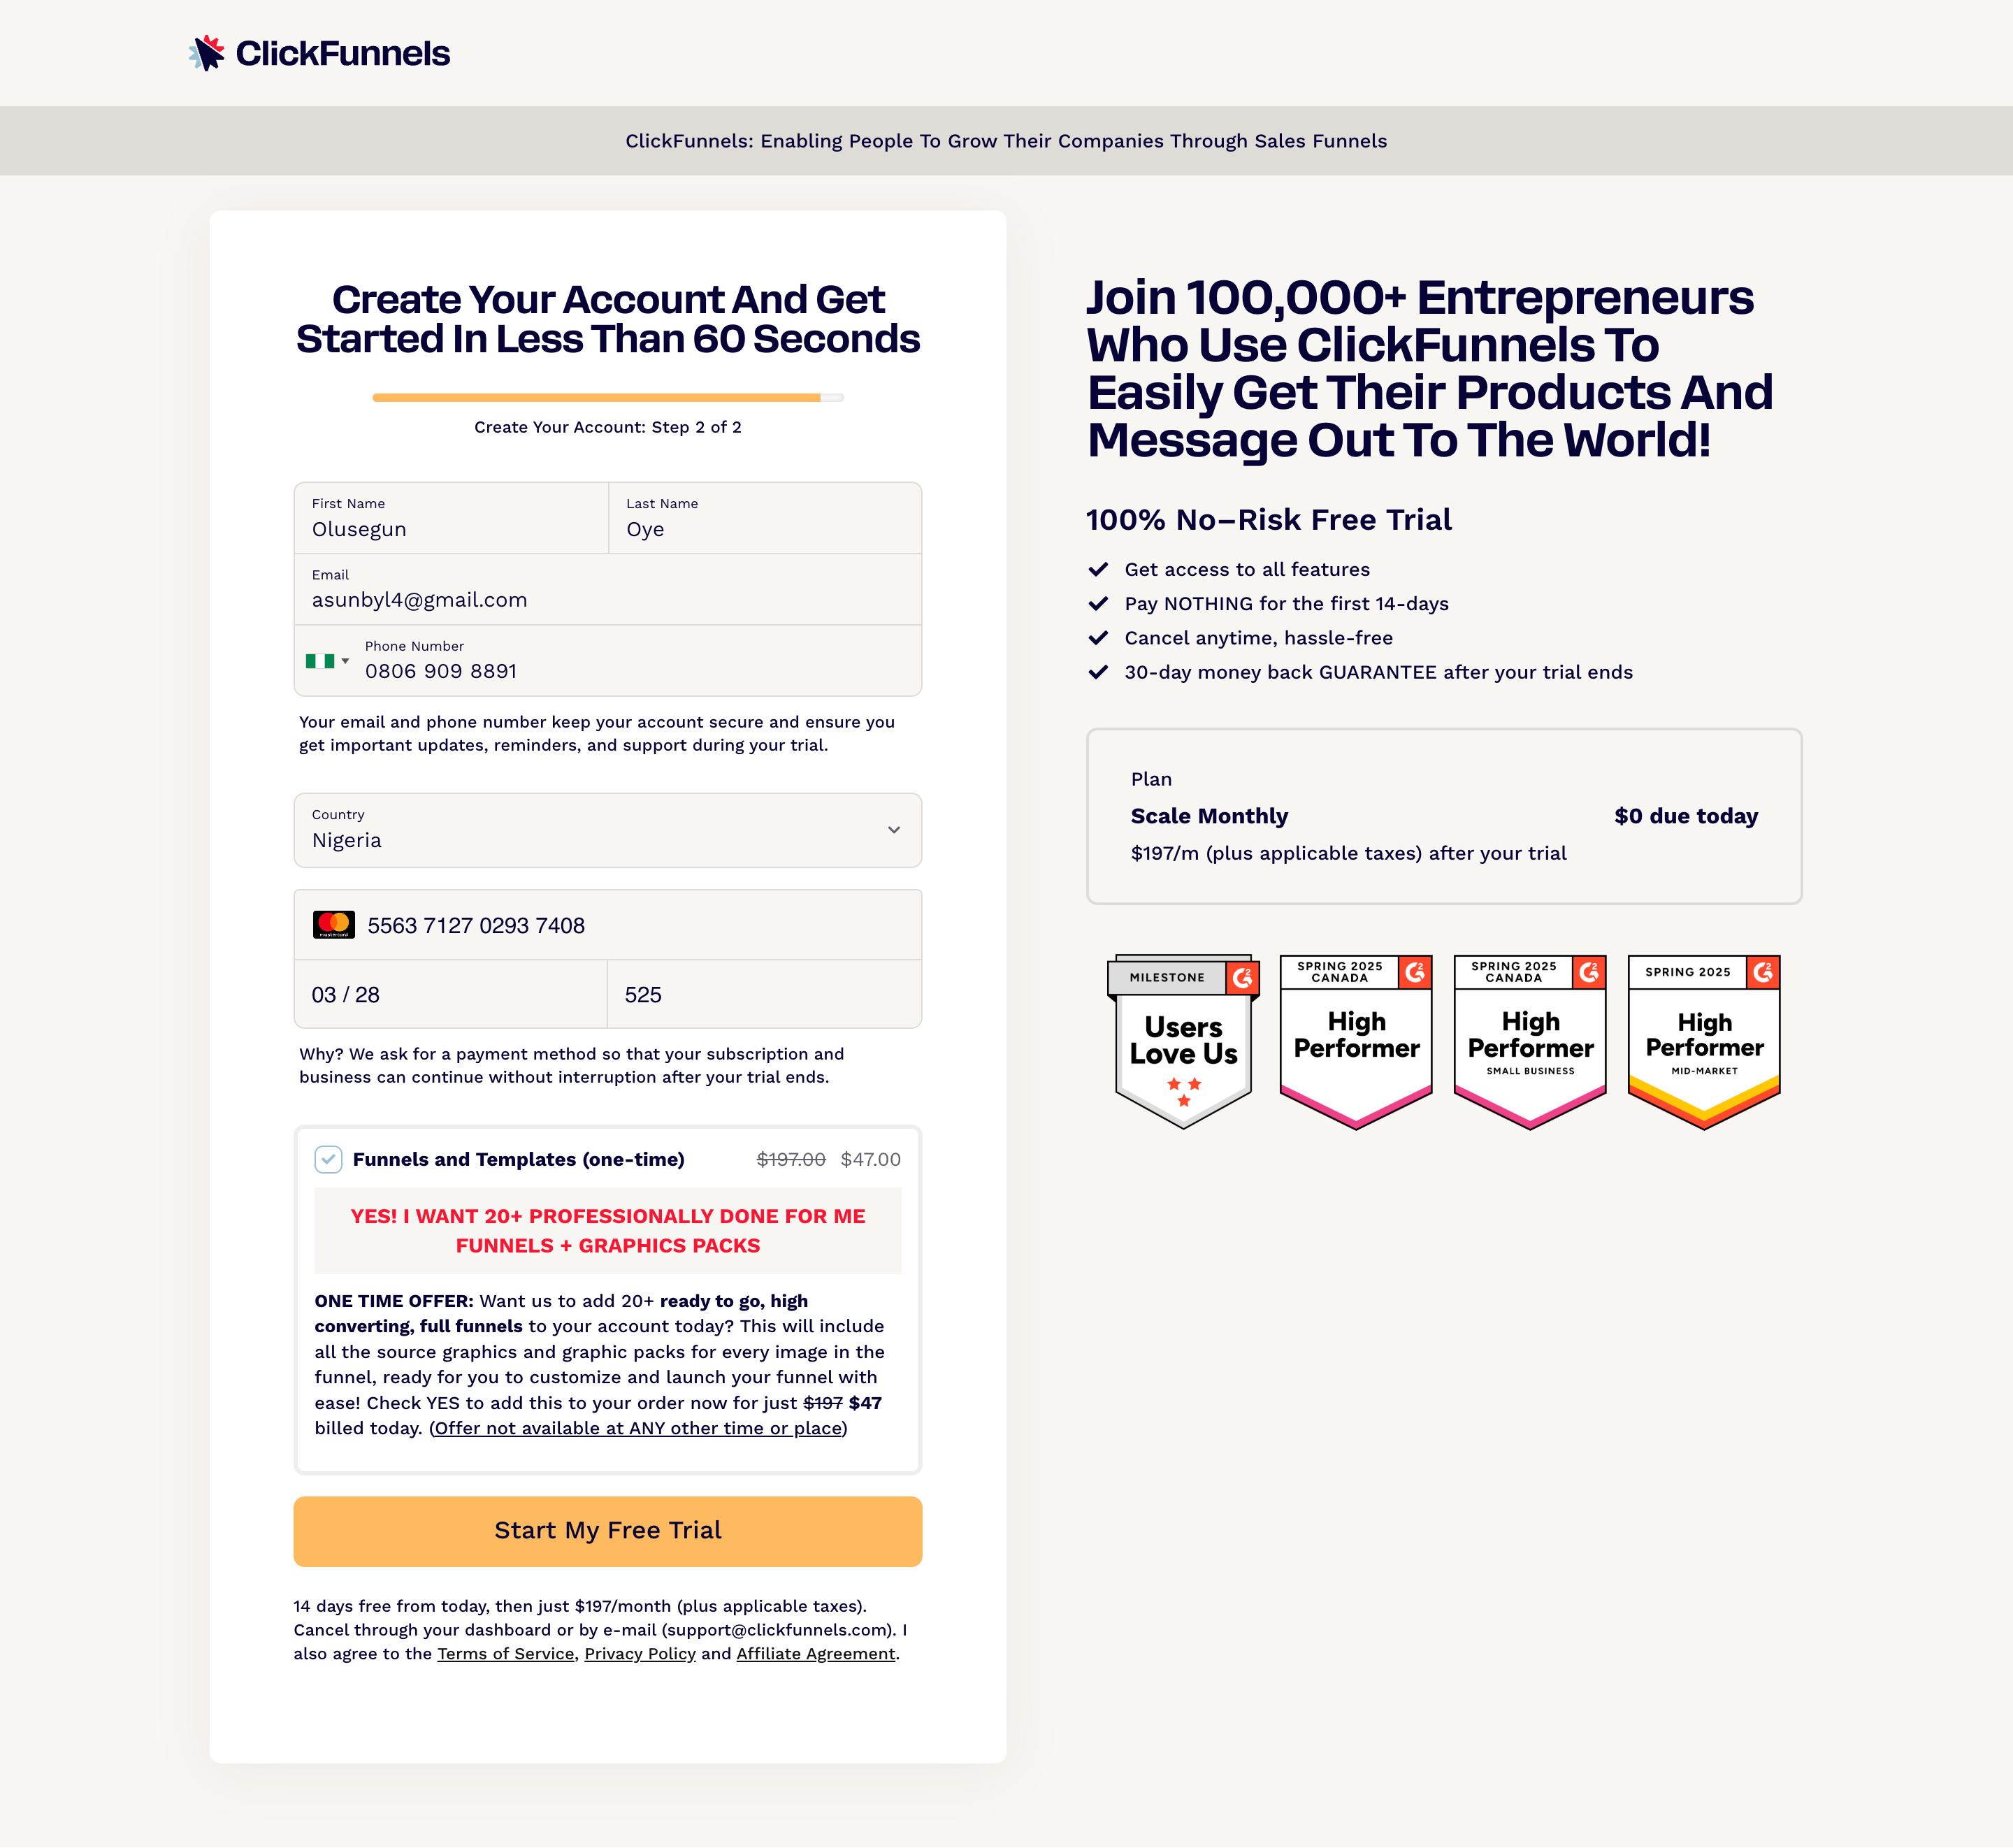 ClickFunnels
ClickFunnels: Enabling People To Grow Their Companies Through Sales Funnels
Create Your Account And Get
Started In Less Than 60 Seconds
Create Your Account: Step 2 of 2
First Name
Olusegun
Last Name
Oye
Email
asunbyl4@gmail.com
Phone Number
0806 909 8891
Your email and phone number keep your account secure and ensure you
get important updates, reminders, and support during your trial.
Country
Nigeria
mastercard
5563 7127 0293 7408
03 / 28
525
Why? We ask for a payment method so that your subscription and
business can continue without interruption after your trial ends.
Funnels and Templates (one-time) $197.00 $47.00
YES! I WANT 20+ PROFESSIONALLY DONE FOR ME
FUNNELS + GRAPHICS PACKS
ONE TIME OFFER: Want us to add 20+ ready to go, high
converting, full funnels to your account today? This will include
all the source graphics and graphic packs for every image in the
funnel, ready for you to customize and launch your funnel with
ease! Check YES to add this to your order now for just $197 $47
billed today. (Offer not available at ANY other time or place)
Start My Free Trial
14 days free from today, then just $197/month (plus applicable taxes).
Cancel through your dashboard or by e-mail (support@clickfunnels.com). I
also agree to the Terms of Service, Privacy Policy and Affiliate Agreement.
Join 100,000+ Entrepreneurs
Who Use ClickFunnels To
Easily Get Their Products And
Message Out To The World!
100% No–Risk Free Trial
Get access to all features
Pay NOTHING for the first 14-days
Cancel anytime, hassle-free
30-day money back GUARANTEE after your trial ends
Plan
Scale Monthly $0 due today
$197/m (plus applicable taxes) after your trial
MILESTONE
G2
Users
Love Us
SPRING 2025
CANADA
G2
High
Performer
SPRING 2025
CANADA
G2
High
Performer
SMALL BUSINESS
SPRING 2025
G2
High
Performer
MID-MARKET